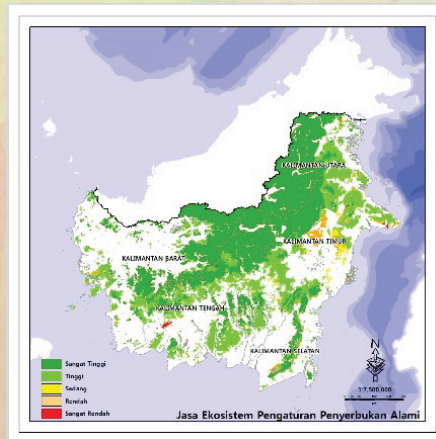 KALIMANTAN UTARA
KALIMANTAN TIMUR
KALIMANTAN BARAT
KALIMANTAN TENGAH
KALIMANTAN SELATAN
Sangat Tinggi
Tinggi
Sedang
Rendah
Sangat Rendah
N
1:7,500,000
Jasa Ekosistem Pengaturan Penyerbukan Alami